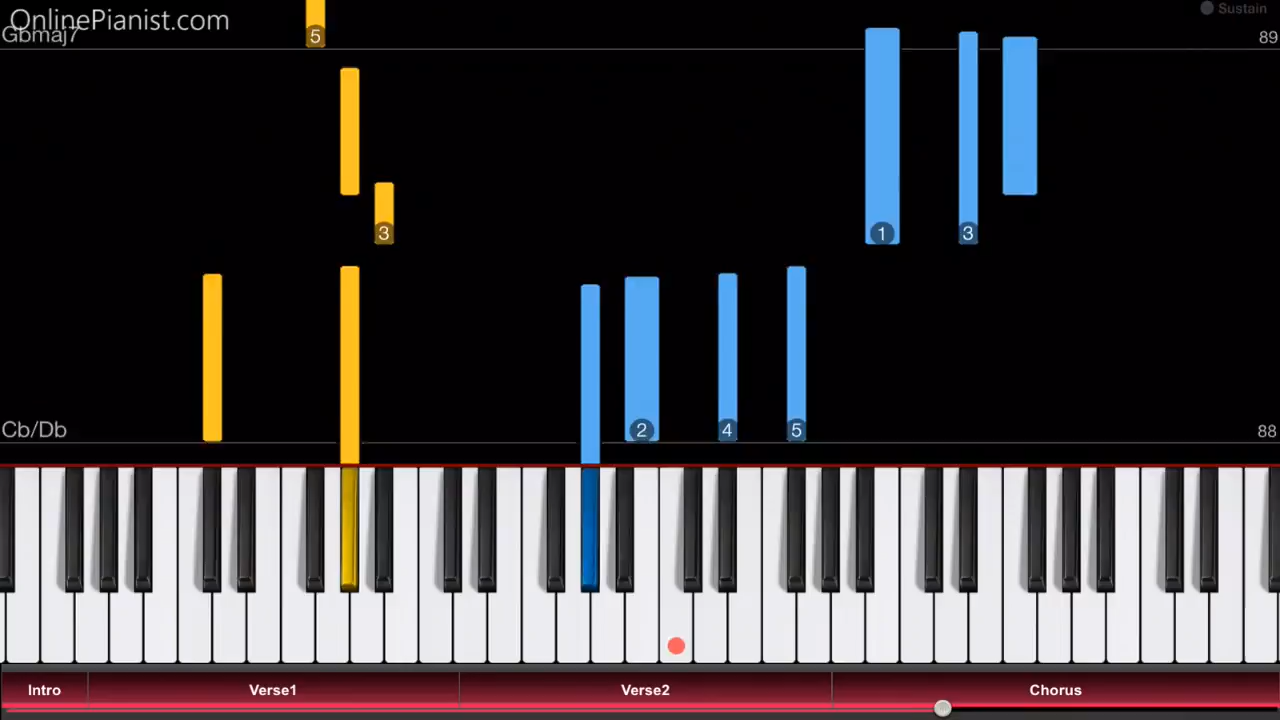 OnlinePianist.com
Sustain
Gbmaj7
5
89
3
1
3
Cb/Db
2
4
5
88
Intro
Verse1
Verse2
Chorus